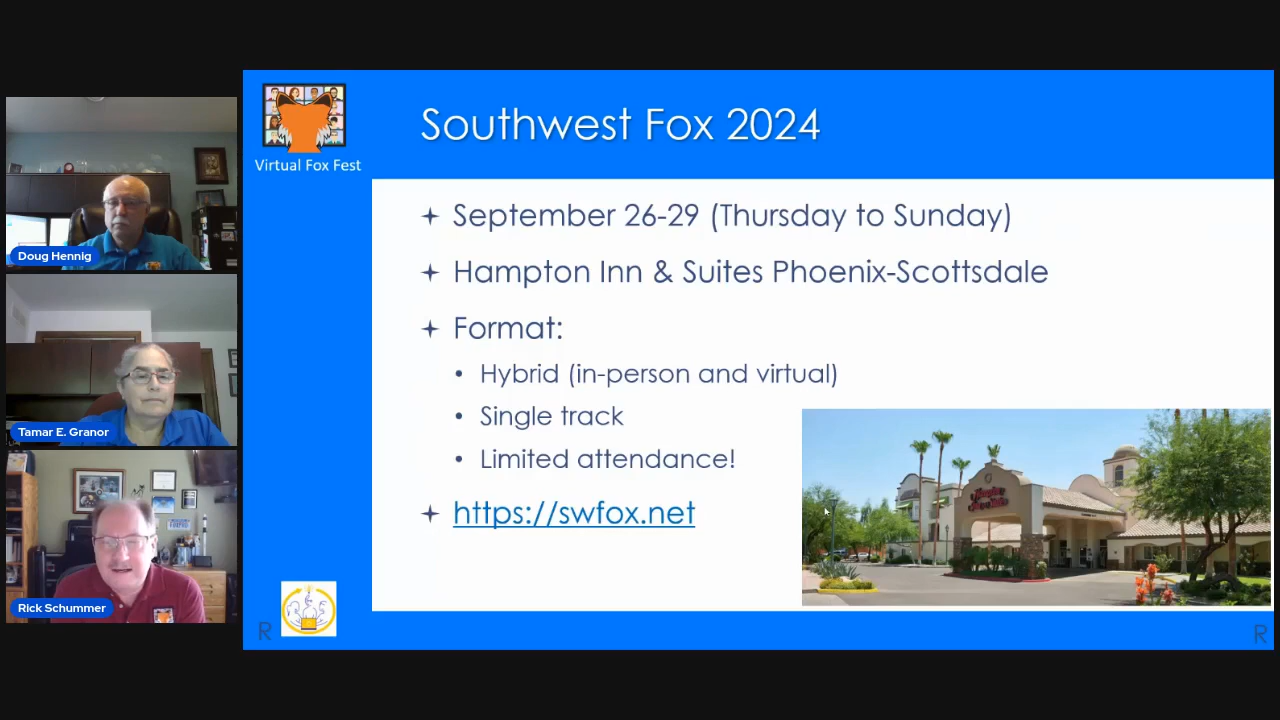 Virtual Fox Fest
Southwest Fox 2024
September 26-29 (Thursday to Sunday)
Hampton Inn & Suites Phoenix-Scottsdale
Format:
Hybrid (in-person and virtual)
Single track
Limited attendance!
https://swfox.net
Doug Hennig
Tamar E. Granor
Rick Schummer
R
R